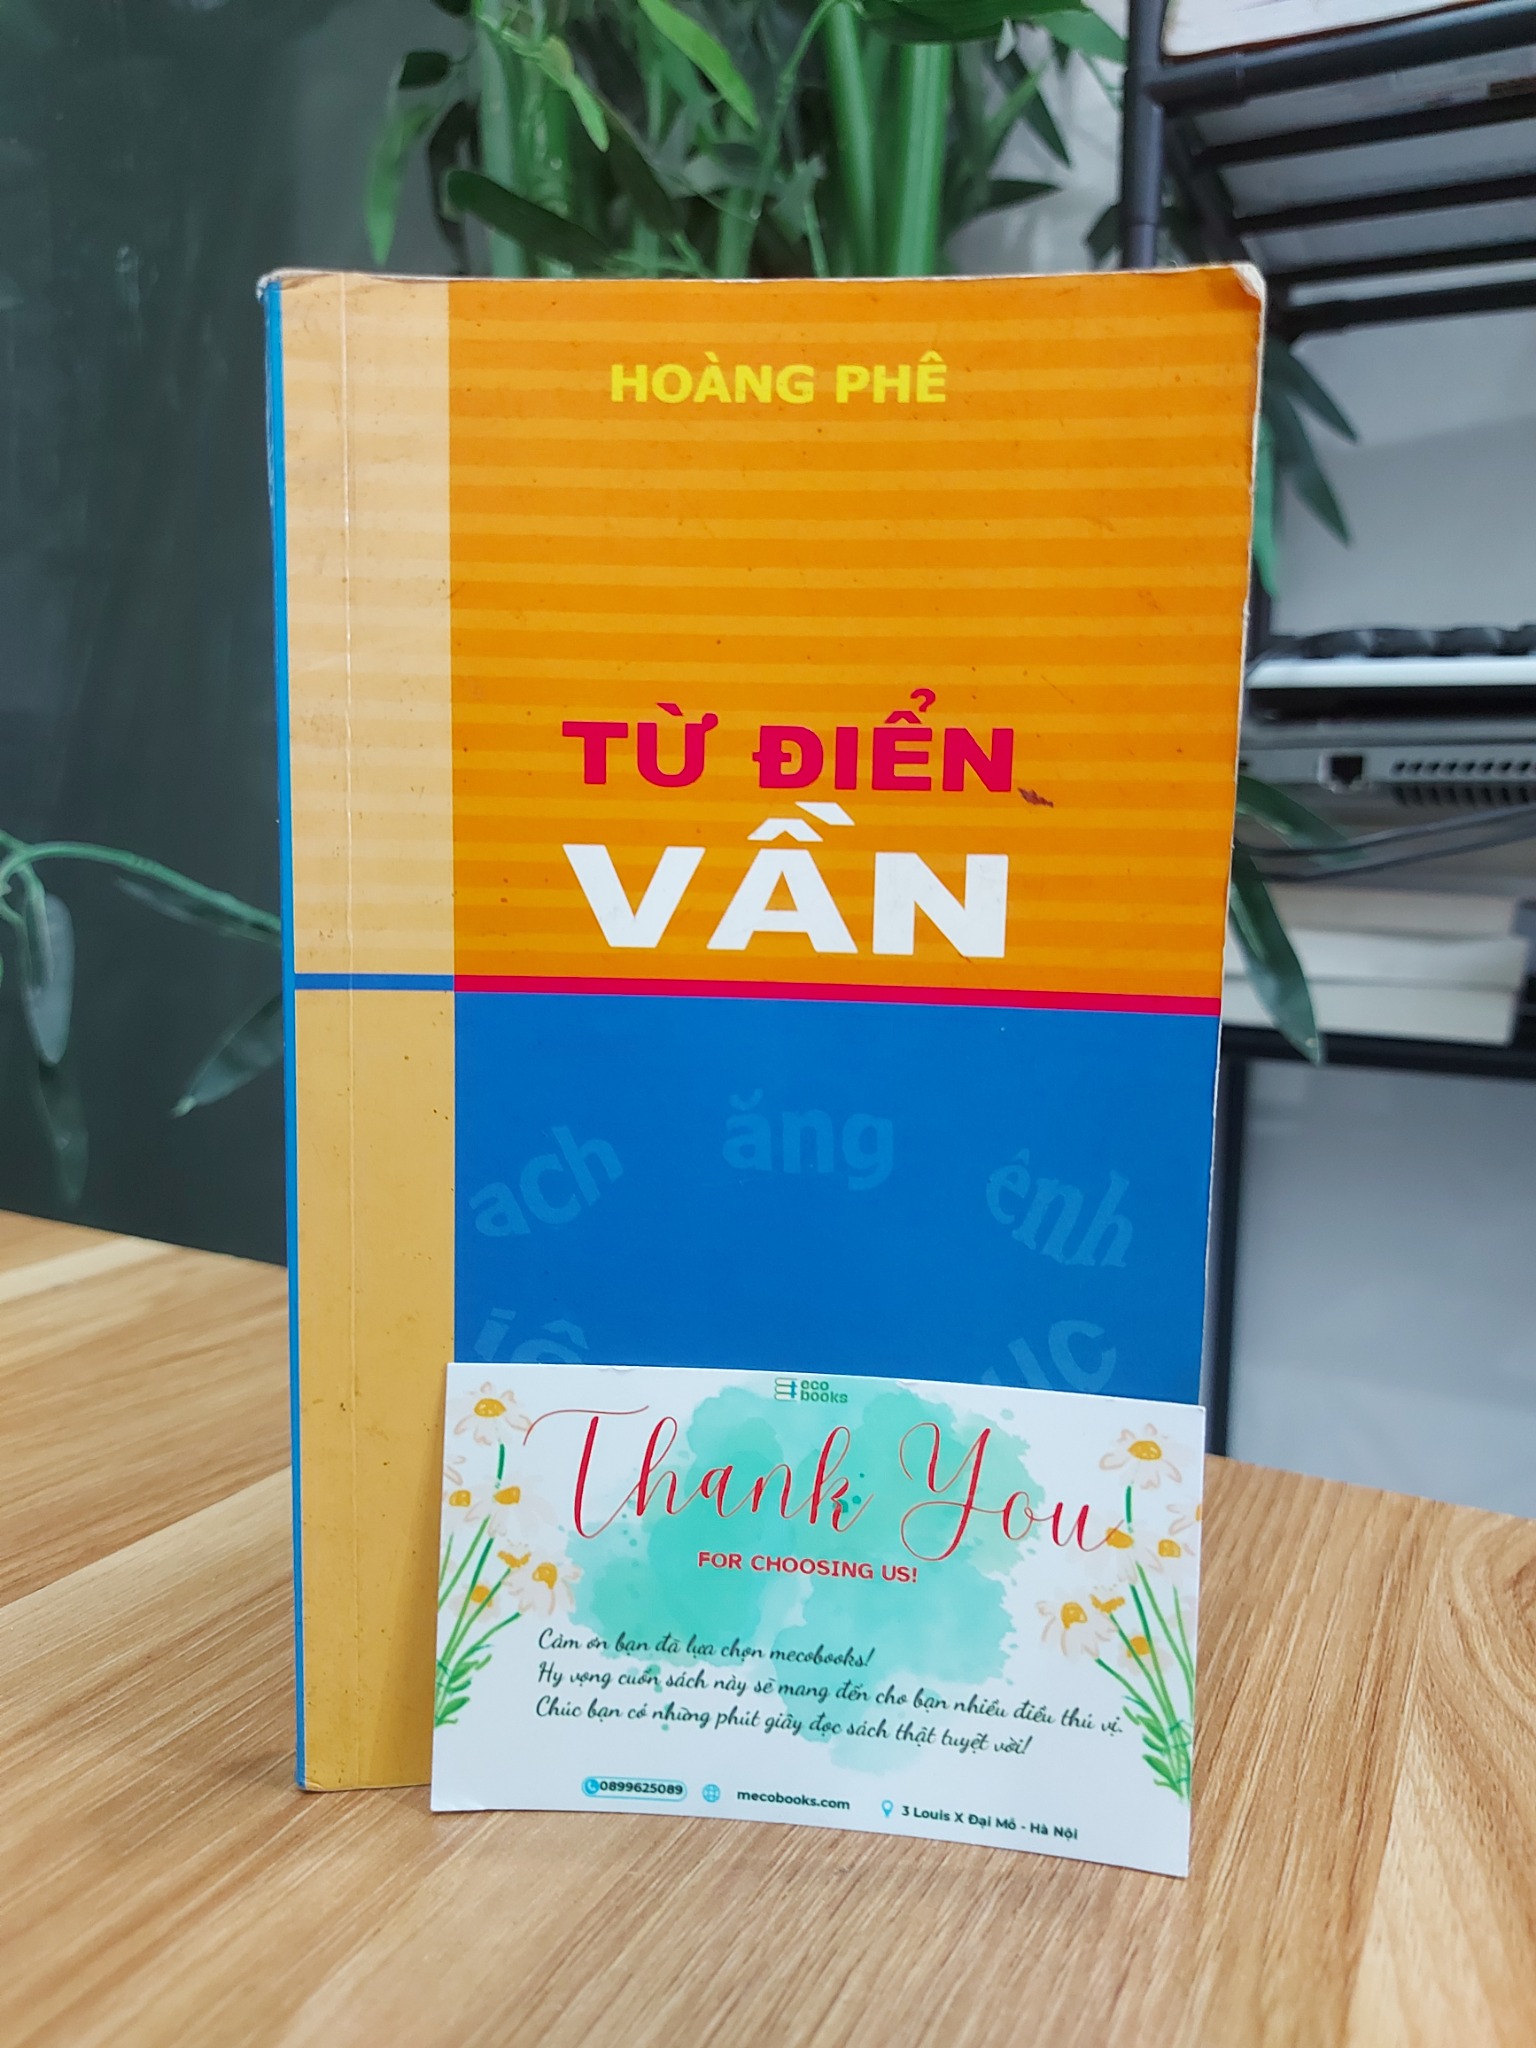 HOÀNG PHÊ
TỪ ĐIỂN
VẦN
ach
ăng
ênh
eco
books
Thank You
FOR CHOOSING US!
Cảm ơn bạn đã lựa chọn mecobooks!
Hy vọng cuốn sách này sẽ mang đến cho bạn nhiều điều thú vị.
Chúc bạn có những phút giây đọc sách thật tuyệt vời!
0899625089
mecobooks.com
3 Louis X Đại Mỗ - Hà Nội